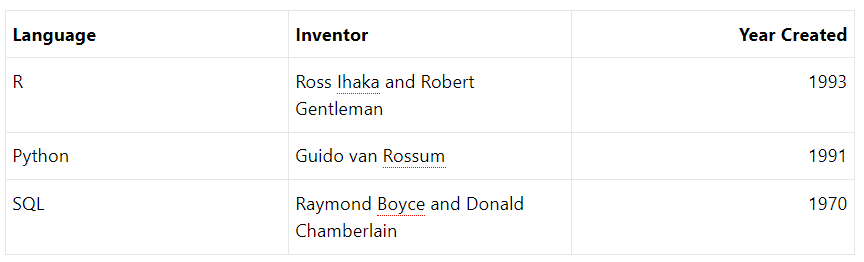 Language Inventor Year Created
R Ross Ihaka and Robert 1993
Gentleman
Python Guido van Rossum 1991
SQL Raymond Boyce and Donald 1970
Chamberlain